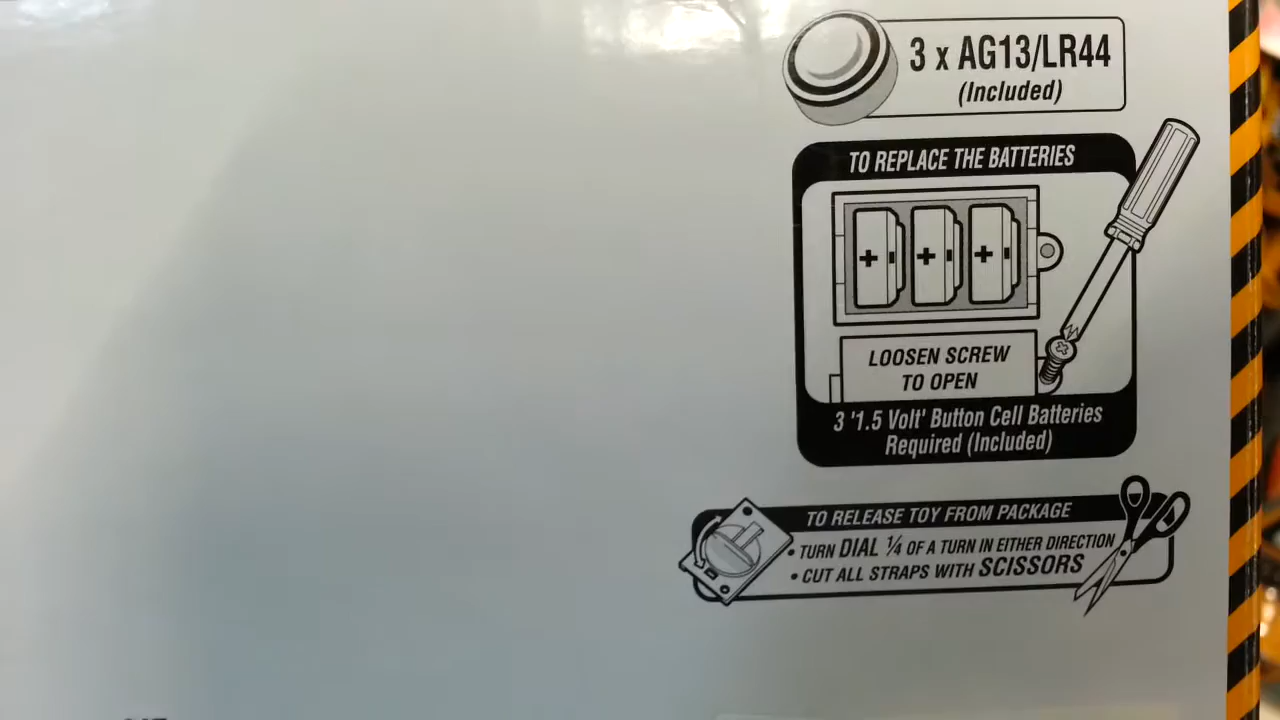 3 x AG13/LR44
(Included)
TO REPLACE THE BATTERIES
+ + +
LOOSEN SCREW
TO OPEN
3 '1.5 Volt' Button Cell Batteries
Required (Included)
TO RELEASE TOY FROM PACKAGE
• TURN DIAL ¼ OF A TURN IN EITHER DIRECTION
• CUT ALL STRAPS WITH SCISSORS